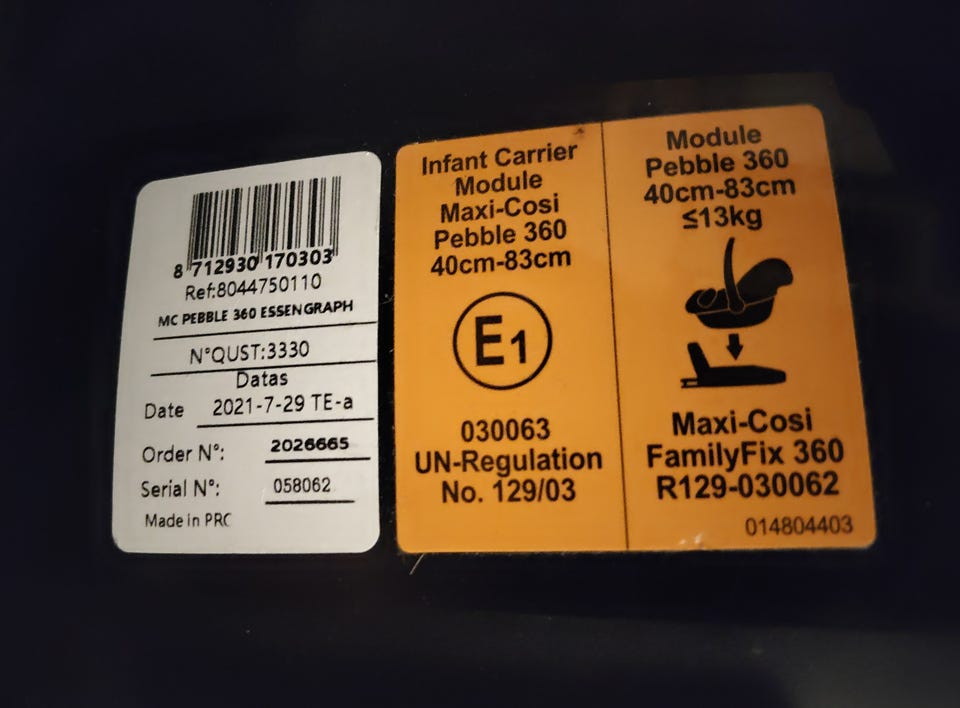 8 712930 170303
Ref:8044750110
MC PEBBLE 360 ESSENGRAPH
N°QUST:3330
Datas
Date 2021-7-29 TE-a
Order N°: 2026665
Serial N°: 058062
Made in PRC
Infant Carrier
Module
Maxi-Cosi
Pebble 360
40cm-83cm
E1
030063
UN-Regulation
No. 129/03
Module
Pebble 360
40cm-83cm
≤13kg
Maxi-Cosi
FamilyFix 360
R129-030062
014804403